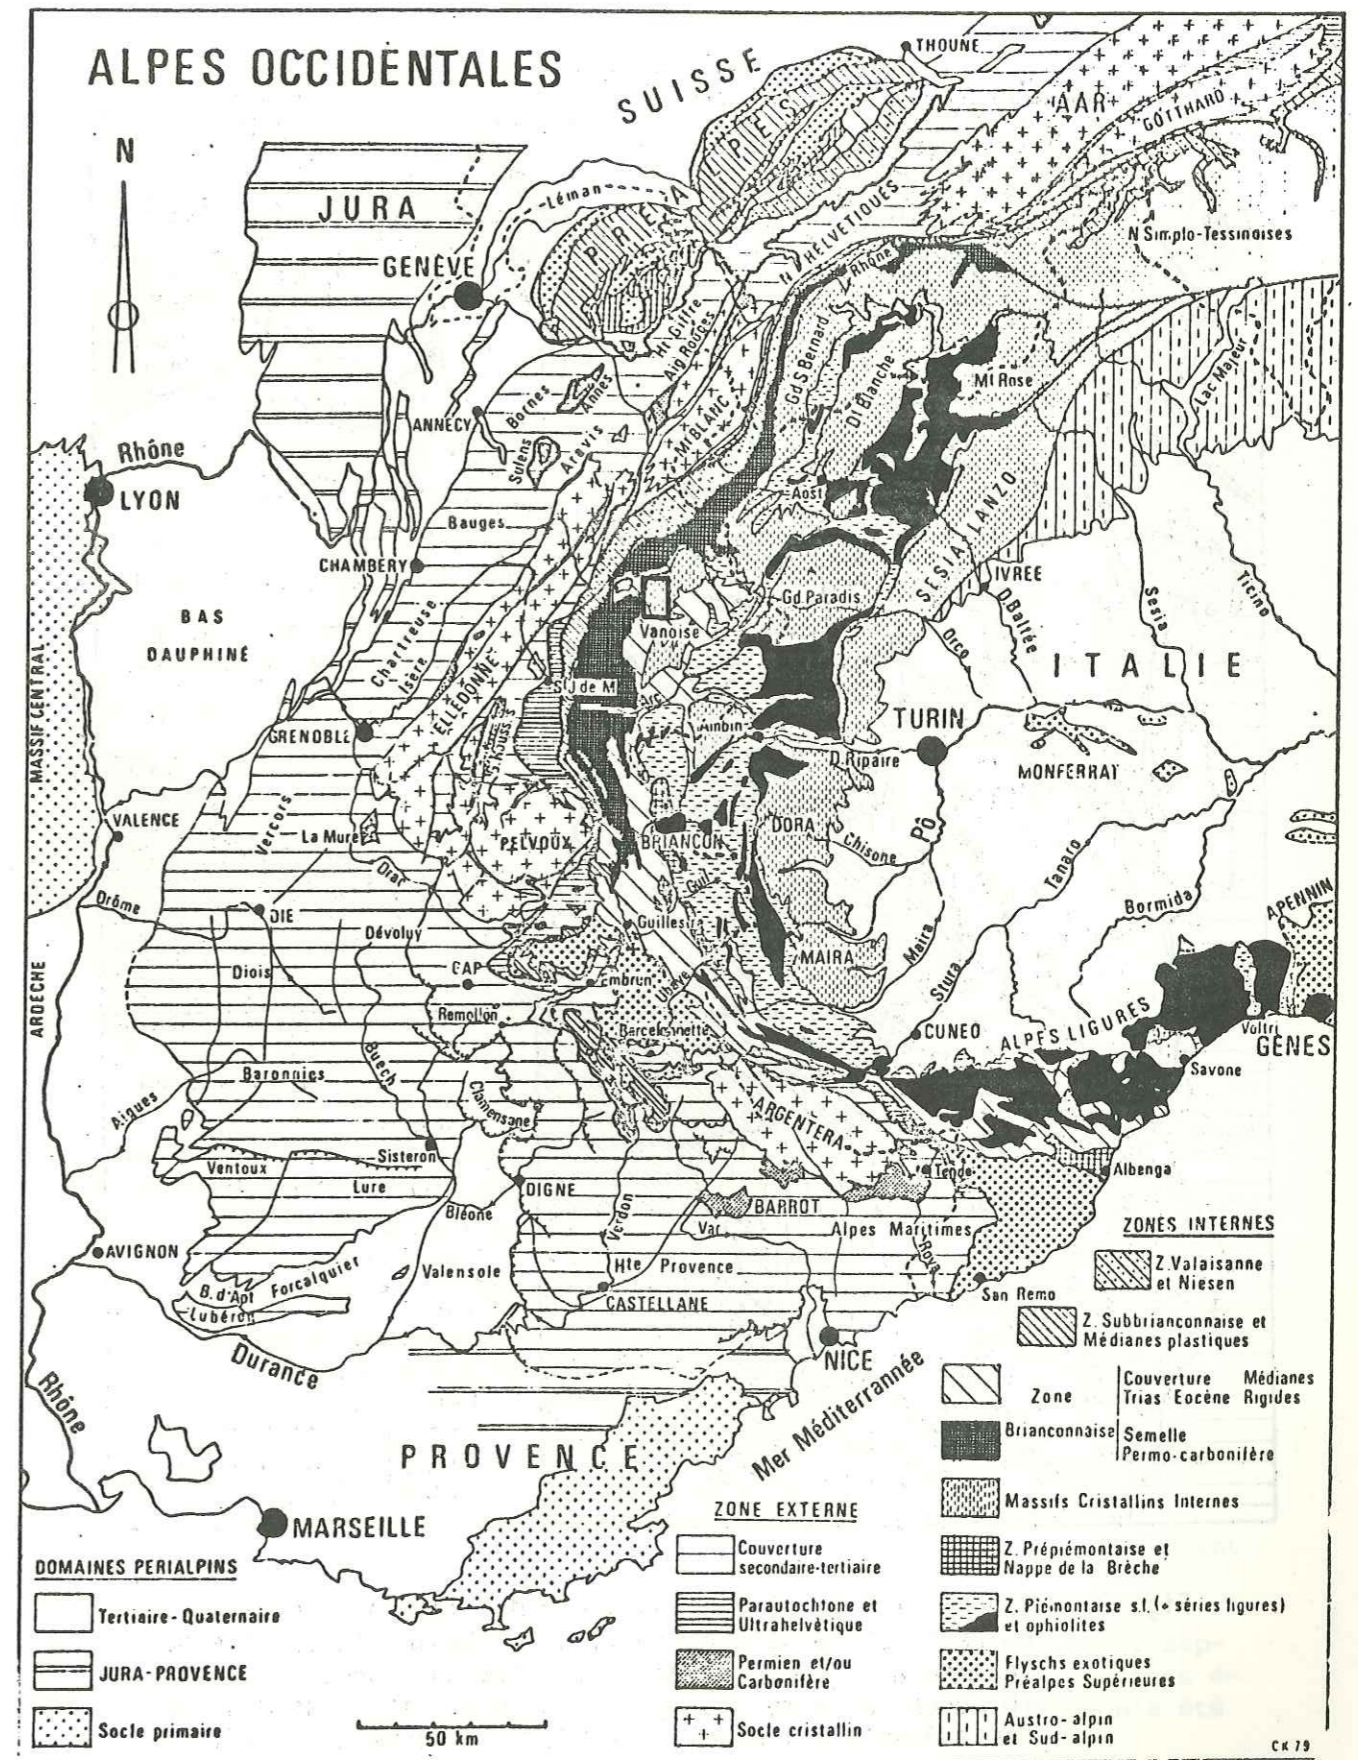 ALPES OCCIDENTALES
SUISSE
THOUNE
AAR
GOTTHARD
N
JURA
Léman
PRÉALPES
GENÈVE
N. HELVETIQUES
N Simplo-Tessinoises
Rhône
Ht Giffre
Aig Rouges
Gd S Bernard
Dt Blanche
Mt Rose
Lac Majeur
Annes
Bornes
ANNECY
Sulens
Aravis
Mt BLANC
Rhône
LYON
Aost
SESIA LANZO
Bauges
CHAMBERY
IVREE
D Baltée
Sesia
Ticino
Gd Paradis
BAS
DAUPHINÉ
Chartreuse
Isère
Vanoise
Orco
ITALIE
MASSIF CENTRAL
BELLEDONNE
S J de M
Arc
Ambin
TURIN
GRENOBLE
Gdes Rousses
D. Ripaire
MONFERRAT
VALENCE
Vercors
La Mure
PELVOUX
BRIANCON
DORA
Chisone
Pô
Tanaro
Drac
Guil
Bormida
APENNIN
Drôme
DIE
Dévoluy
Guillestre
MAIRA
Maira
Stura
ARDECHE
Diois
GAP
Embrun
Ubaye
Remollon
Barcelonnette
CUNEO
ALPES LIGURES
Voltri
GÊNES
Savone
Baronnies
Buech
Clamensane
Aigues
ARGENTERA
Ventoux
Sisteron
Lure
Tende
Albenga
DIGNE
Bléone
Verdon
BARROT
Var
Alpes Maritimes
Roya
AVIGNON
B. d'Apt
Forcalquier
Lubéron
Valensole
Hte Provence
CASTELLANE
San Remo
Durance
NICE
Rhône
Mer Méditerrannée
PROVENCE
MARSEILLE
DOMAINES PERIALPINS
Tertiaire-Quaternaire
JURA-PROVENCE
Socle primaire
50 km
ZONE EXTERNE
Couverture
secondaire-tertiaire
Parautochtone et
Ultrahelvétique
Permien et/ou
Carbonifère
Socle cristallin
ZONES INTERNES
Z. Valaisanne
et Niesen
Z. Subbrianconnaise et
Médianes plastiques
Zone
Brianconnaise
Couverture Médianes
Trias Eocène Rigides
Semelle
Permo-carbonifère
Massifs Cristallins Internes
Z. Prépiémontaise et
Nappe de la Brèche
Z. Piémontaise s.l. (+ séries ligures)
et ophiolites
Flyschs exotiques
Préalpes Supérieures
Austro-alpin
et Sud-alpin
CK 79